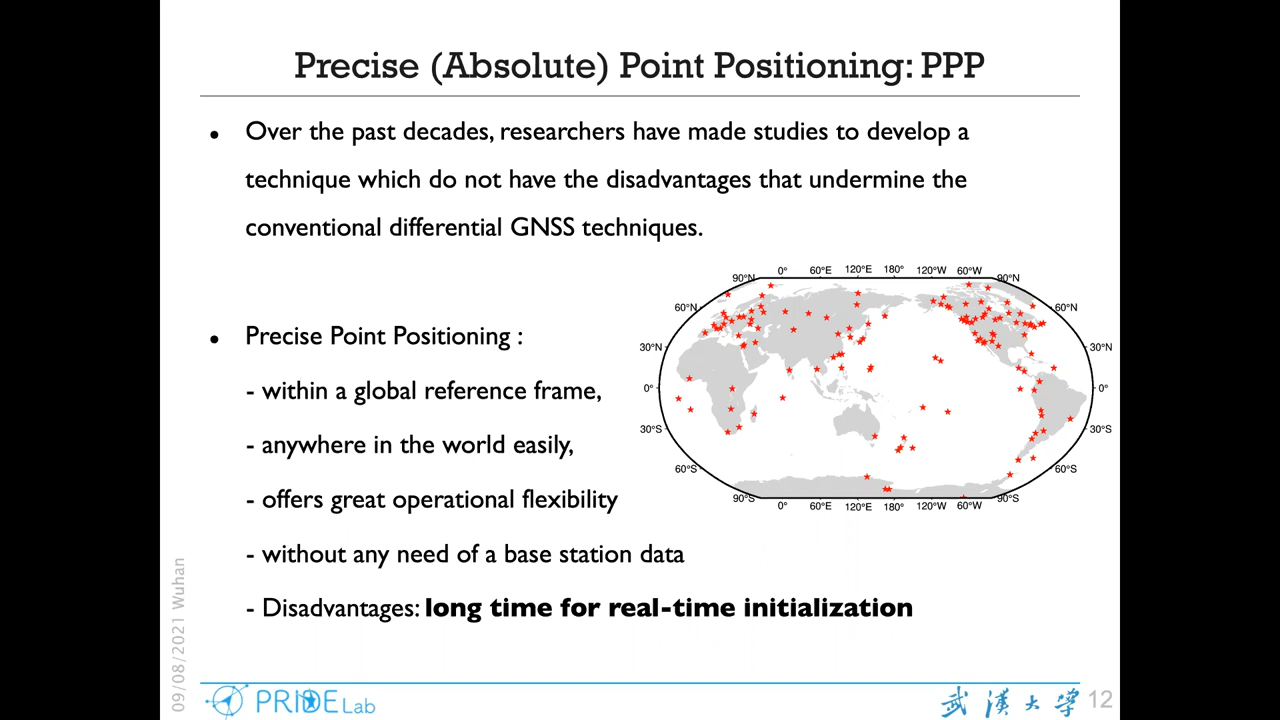 Precise (Absolute) Point Positioning: PPP
• Over the past decades, researchers have made studies to develop a
technique which do not have the disadvantages that undermine the
conventional differential GNSS techniques.
0° 60°E 120°E 180° 120°W 60°W
90°N 90°N
60°N 60°N
30°N 30°N
0° 0°
30°S 30°S
60°S 60°S
90°S 90°S
0° 60°E 120°E 180° 120°W 60°W
• Precise Point Positioning :
- within a global reference frame,
- anywhere in the world easily,
- offers great operational flexibility
- without any need of a base station data
- Disadvantages: long time for real-time initialization
09/08/2021 Wuhan
PRIDE Lab
武漢大学
12